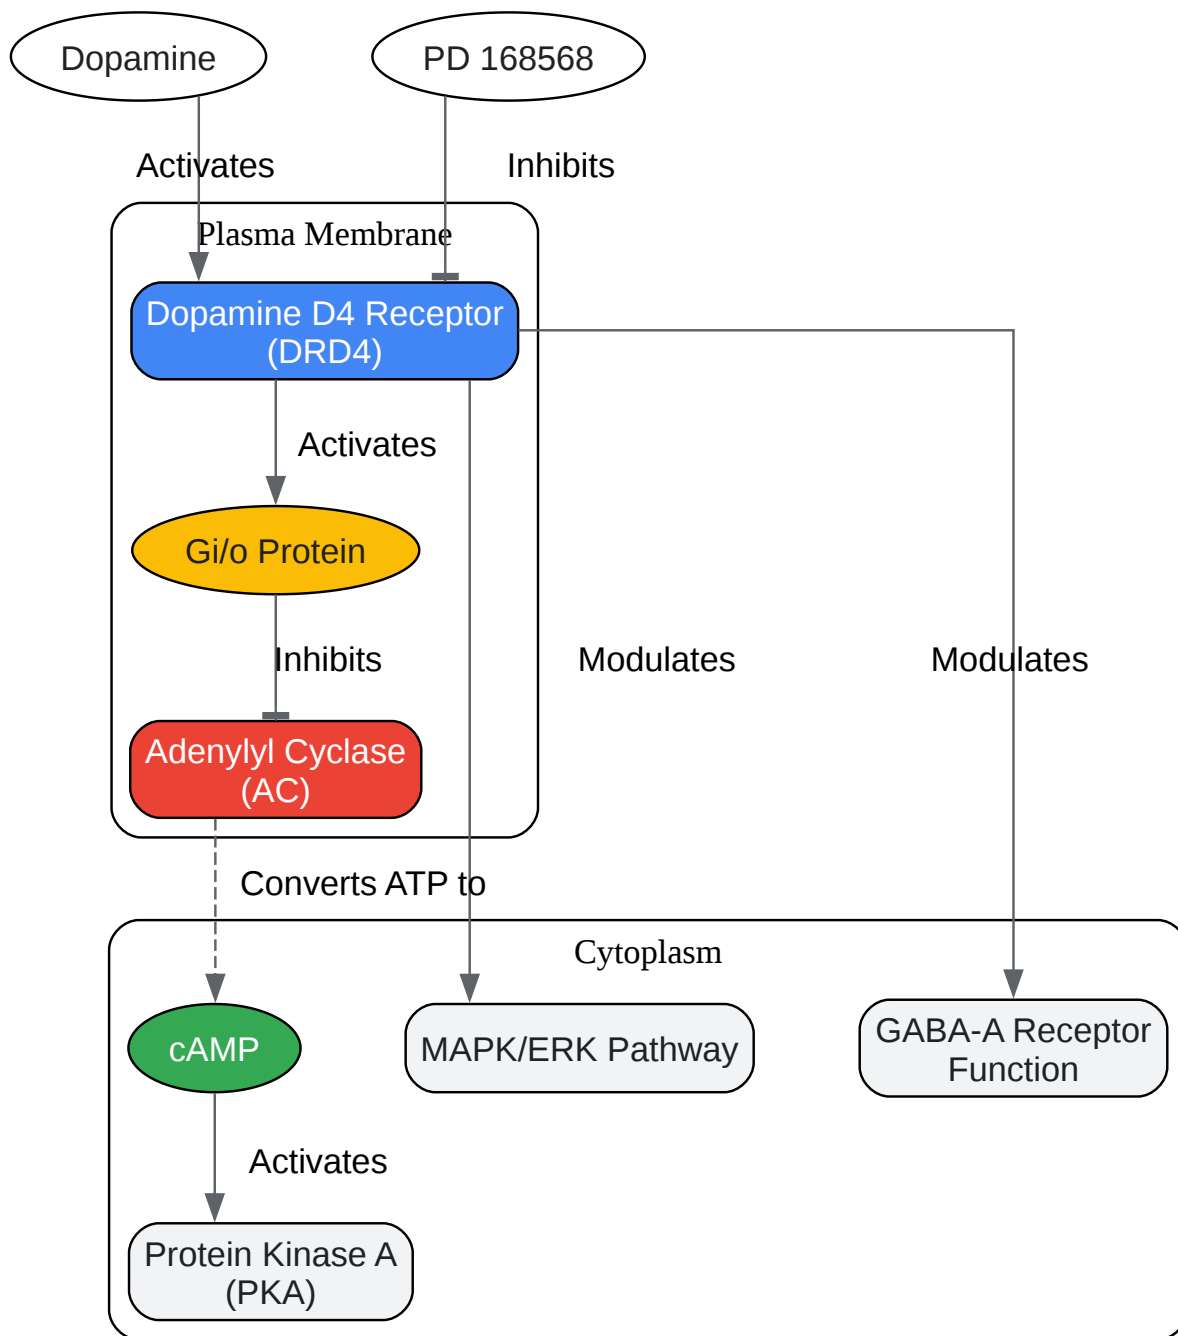 Dopamine
PD 168568
Activates
Inhibits
Plasma Membrane
Dopamine D4 Receptor
(DRD4)
Activates
Gi/o Protein
Inhibits
Modulates
Modulates
Adenylyl Cyclase
(AC)
Converts ATP to
Cytoplasm
cAMP
MAPK/ERK Pathway
GABA-A Receptor
Function
Activates
Protein Kinase A
(PKA)